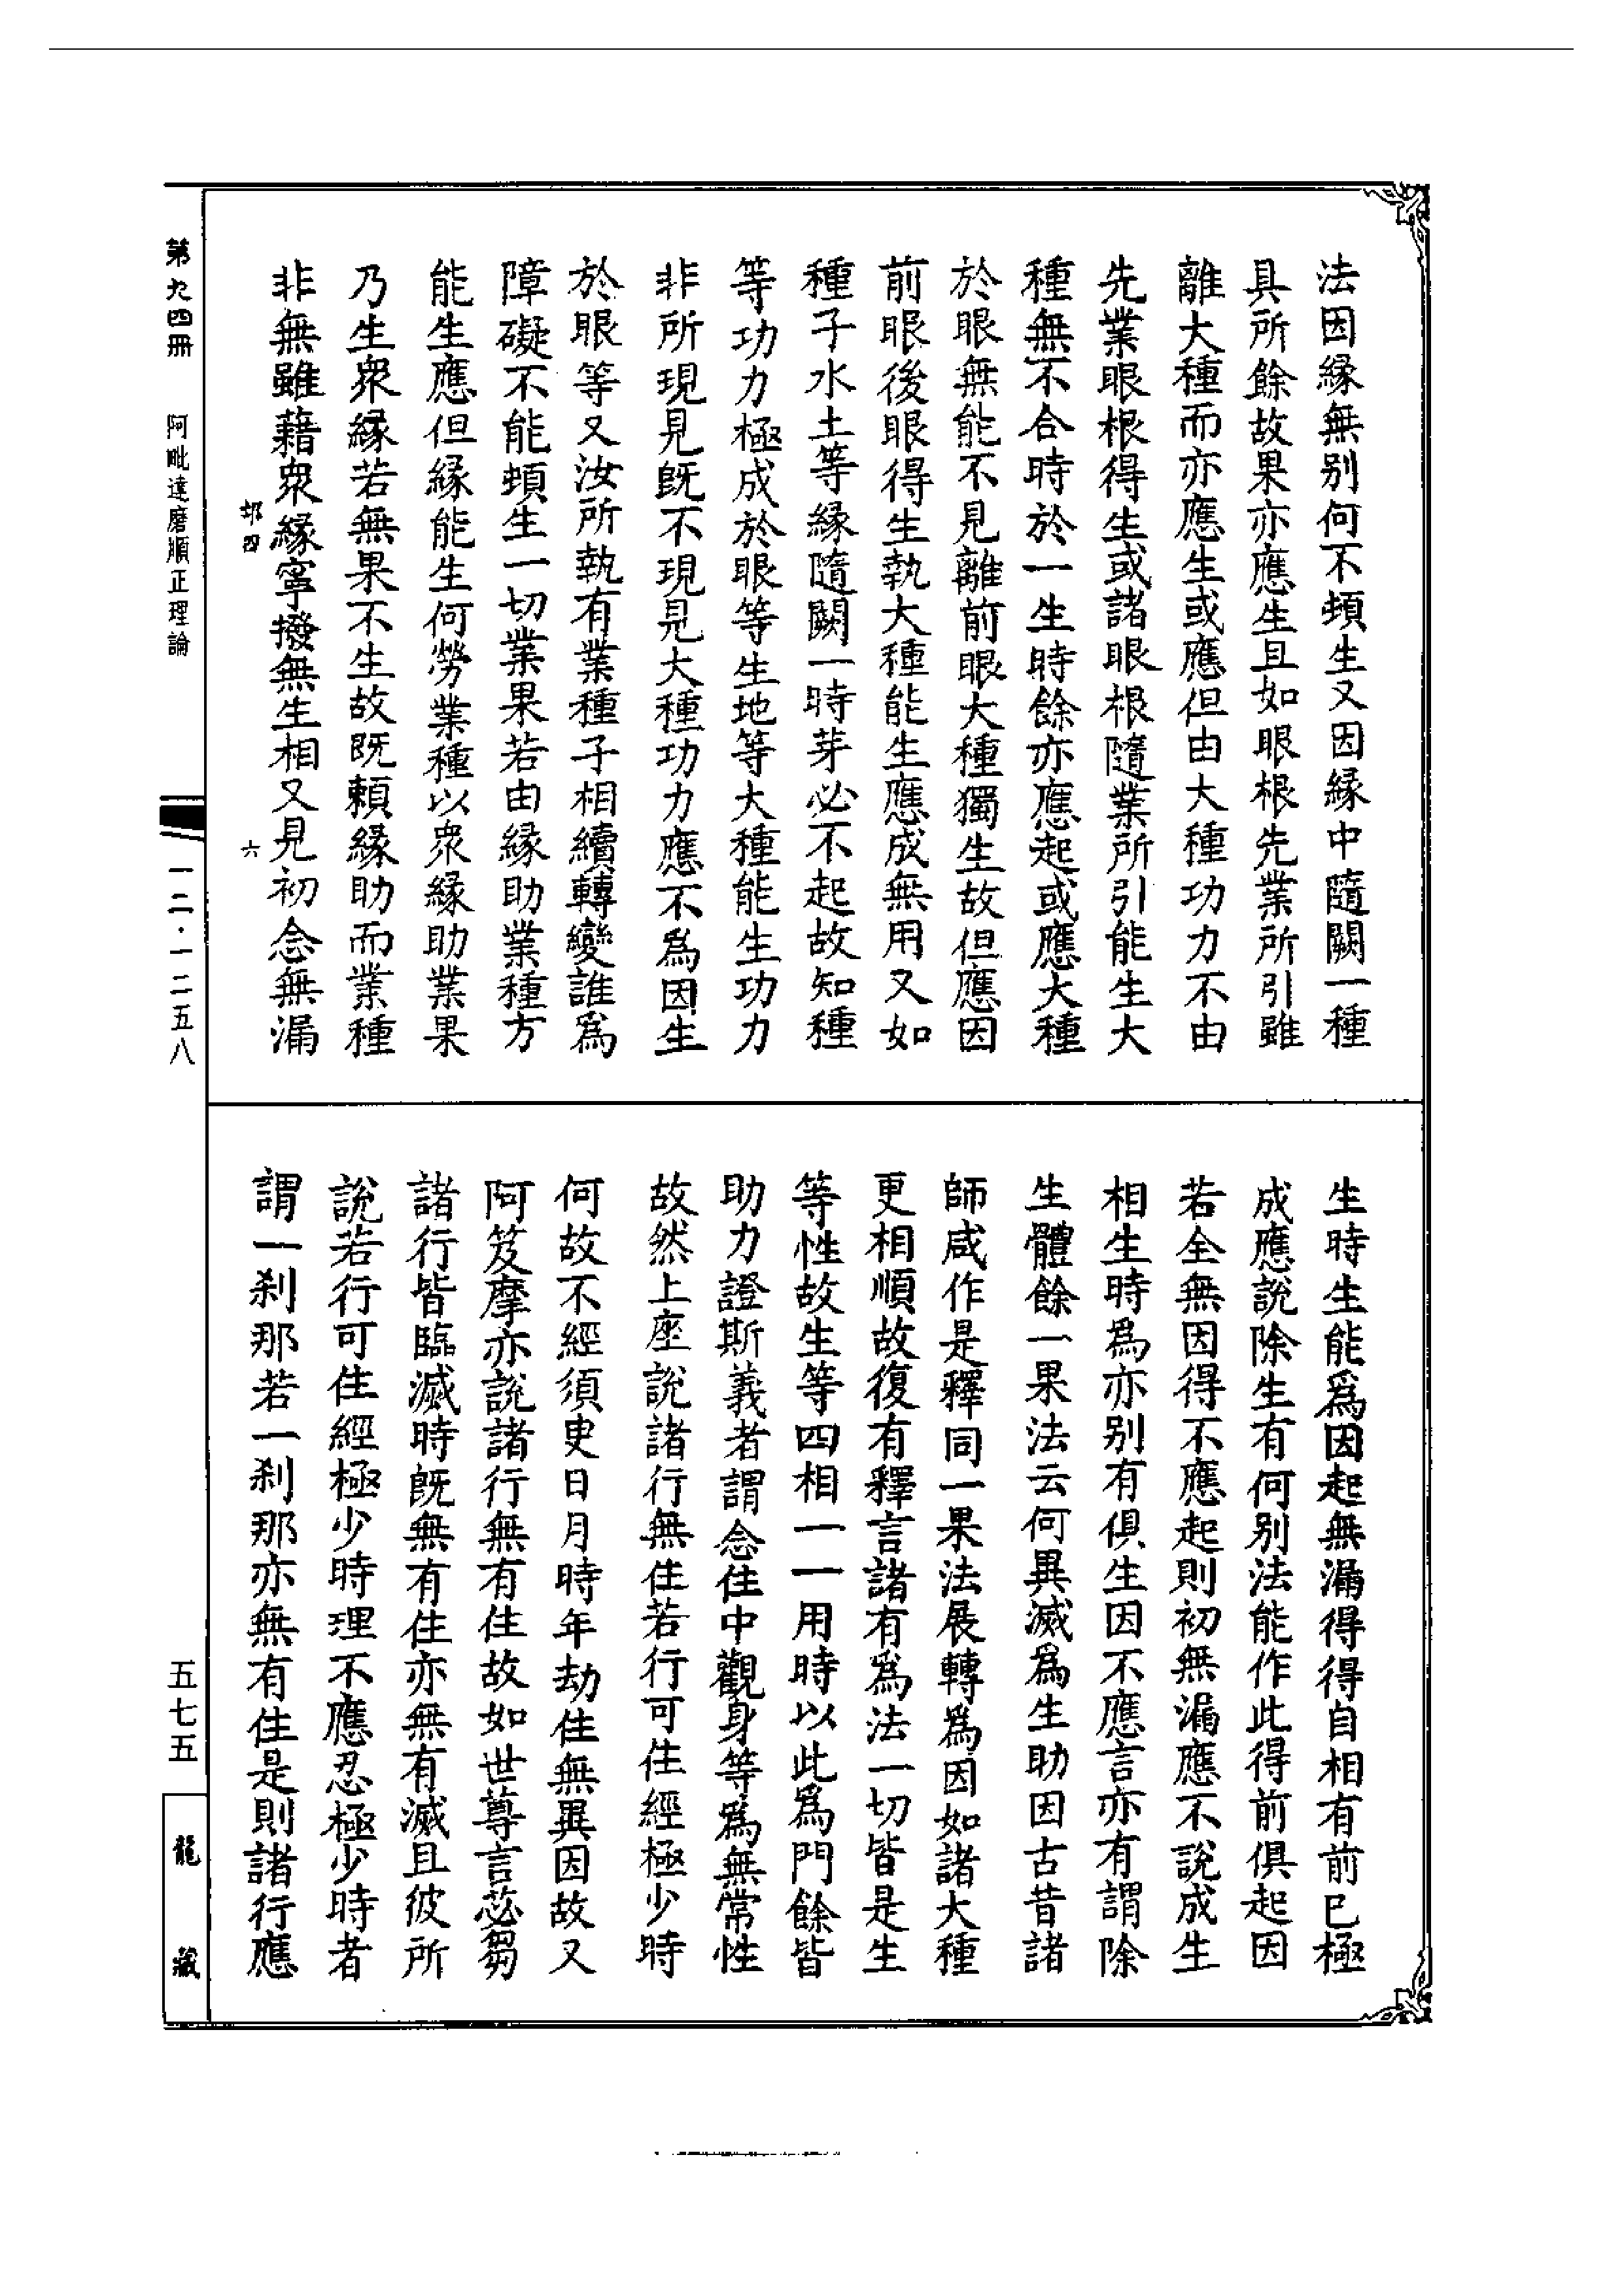 法因縁無别何不頓生又因縁中隨闕一種
具所餘故果亦應生且如眼根先業所引雖
離大種而亦應生或應但由大種功力不由
先業眼根得生或諸眼根隨業所引能生大
種無不合時於一生時餘亦應起或應大種
於眼無能不見離前眼大種獨生故但應因
前眼後眼得生執大種能生應成無用又如
種子水土等縁隨闕一時芽必不起故知種
等功力極成於眼等生地等大種能生功力
非所現見既不現見大種功力應不爲因生
於眼等又汝所執有業種子相續轉變誰爲
障礙不能頓生一切業果若由縁助業種方
能生應但縁能生何勞業種以衆縁助業果
乃生衆縁若無果不生故既賴縁助而業種
非無雖藉衆縁寧撥無生相又見初念無漏
生時生能爲因起無漏得得自相有前已極
成應說除生有何别法能作此得前俱起因
若全無因得不應起則初無漏應不說成生
相生時爲亦别有俱生因不應言亦有謂除
生體餘一果法云何異滅爲生助因古昔諸
師咸作是釋同一果法展轉爲因如諸大種
更相順故復有釋言諸有爲法一切皆是生
等性故生等四相一一用時以此爲門餘皆
助力證斯義者謂念住中觀身等爲無常性
故然上座說諸行無住若行可住經極少時
何故不經須臾日月時年劫住無異因故又
阿笈摩亦說諸行無有住故如世尊言苾芻
諸行皆臨滅時既無有住亦無有滅且彼所
說若行可住經極少時理不應忍極少時者
謂一刹那若一刹那亦無有住是則諸行應
第九四冊
阿毗達磨順正理論
六
一二·一二五八
五七五
龍藏